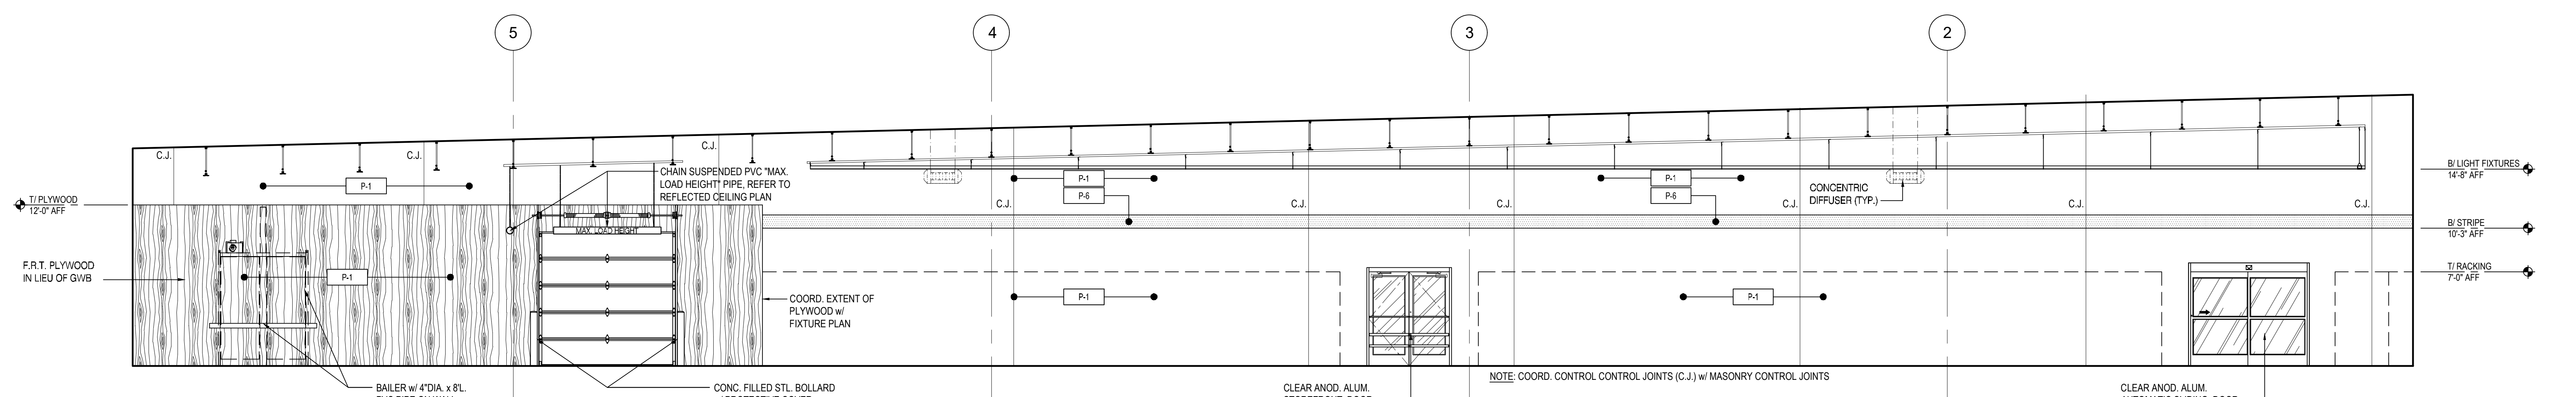 5
4
3
2
C.J.
C.J.
C.J.
P-1
CHAIN SUSPENDED PVC "MAX.
LOAD HEIGHT" PIPE, REFER TO
REFLECTED CEILING PLAN
P-1
P-6
P-1
P-6
CONCENTRIC
DIFFUSER (TYP.)
B/ LIGHT FIXTURES
14'-8" AFF
T/ PLYWOOD
12'-0" AFF
C.J.
C.J.
C.J.
C.J.
C.J.
C.J.
MAX. LOAD HEIGHT
B/ STRIPE
10'-3" AFF
F.R.T. PLYWOOD
IN LIEU OF GWB
P-1
T/ RACKING
7'-0" AFF
COORD. EXTENT OF
PLYWOOD w/
FIXTURE PLAN
P-1
P-1
NOTE: COORD. CONTROL CONTROL JOINTS (C.J.) w/ MASONRY CONTROL JOINTS
BAILER w/ 4"DIA. x 8'L.
CONC. FILLED STL. BOLLARD
CLEAR ANOD. ALUM.
CLEAR ANOD. ALUM.